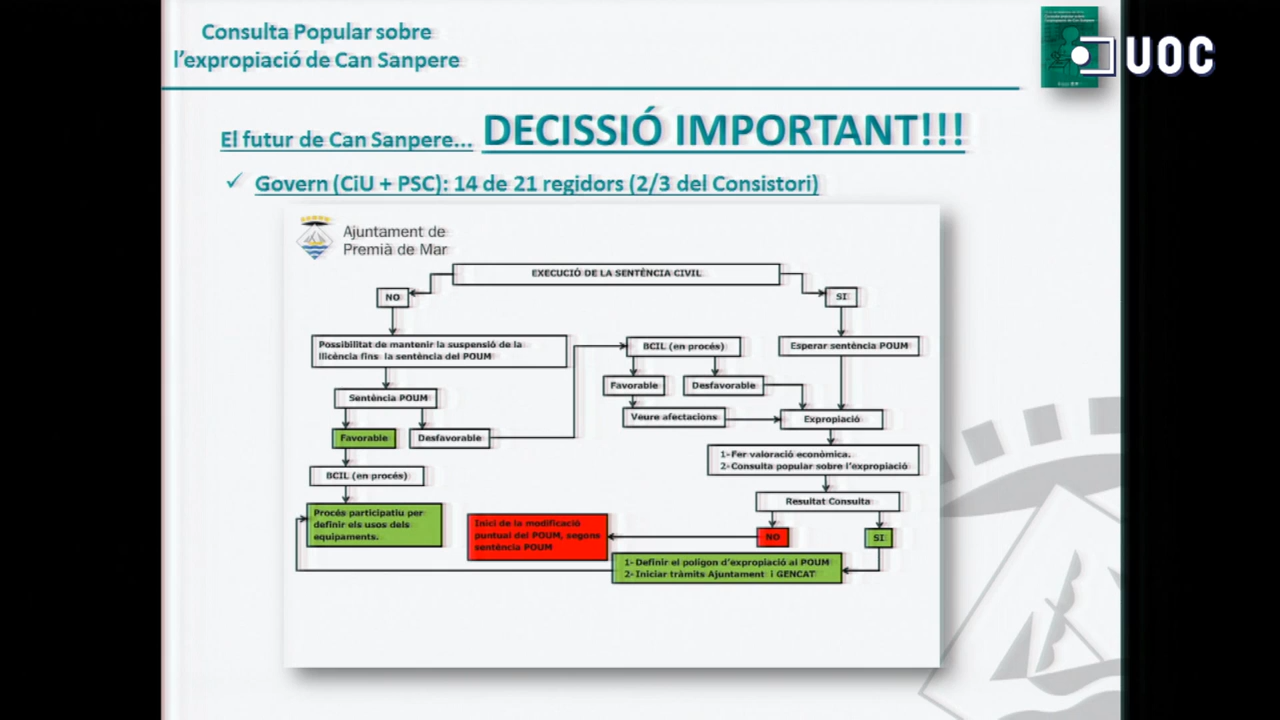 Consulta Popular sobre
l'expropiació de Can Sanpere
UOC
El futur de Can Sanpere... DECISSIÓ IMPORTANT!!!
✓ Govern (CiU + PSC): 14 de 21 regidors (2/3 del Consistori)
Ajuntament de
Premià de Mar
EXECUCIÓ DE LA SENTÈNCIA CIVIL
NO
SI
Possibilitat de mantenir la suspensió de la
llicència fins la sentència del POUM
BCIL (en procés)
Esperar sentència POUM
Sentència POUM
Favorable
Desfavorable
Veure afectacions
Expropiació
Favorable
Desfavorable
1-Fer valoració econòmica.
2-Consulta popular sobre l'expropiació
BCIL (en procés)
Resultat Consulta
Procés participatiu per
definir els usos dels
equipaments.
Inici de la modificació
puntual del POUM, segons
sentència POUM
NO
SI
1-Definir el polígon d'expropiació al POUM
2-Iniciar tràmits Ajuntament i GENCAT